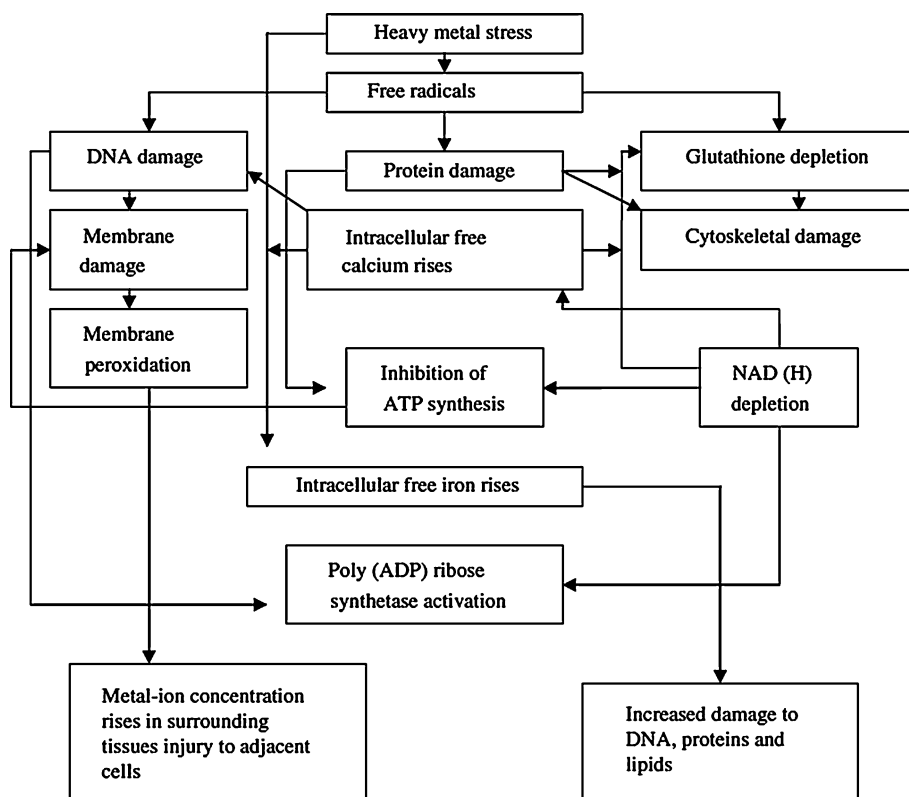 Heavy metal stress
Free radicals
DNA damage
Protein damage
Glutathione depletion
Membrane
damage
Intracellular free
calcium rises
Cytoskeletal damage
Membrane
peroxidation
Inhibition of
ATP synthesis
NAD (H)
depletion
Intracellular free iron rises
Poly (ADP) ribose
synthetase activation
Metal-ion concentration
rises in surrounding
tissues injury to adjacent
cells
Increased damage to
DNA, proteins and
lipids